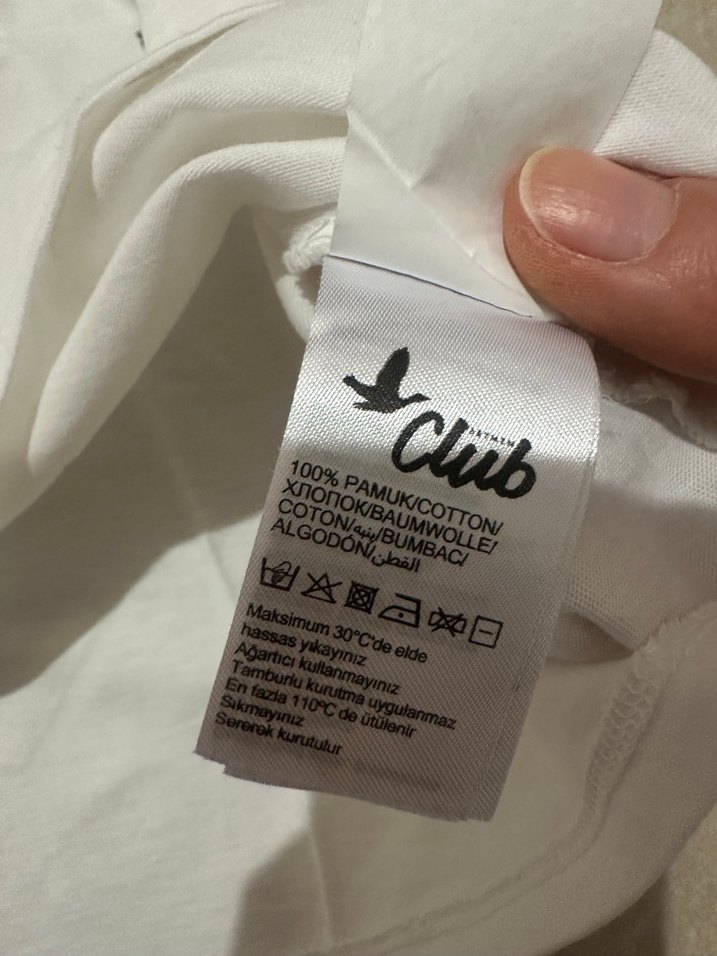 Club
100% PAMUK/COTTON/
ХЛОПОК/BAUMWOLLE/
COTON/پنبه/BUMBAC/
ALGODÓN/القطن
Maksimum 30°C'de elde
hassas yıkayınız
Ağartıcı kullanmayınız
Tamburlu kurutma uygulanmaz
En fazla 110°C de ütülenir
Sıkmayınız
Sererek kurutulur